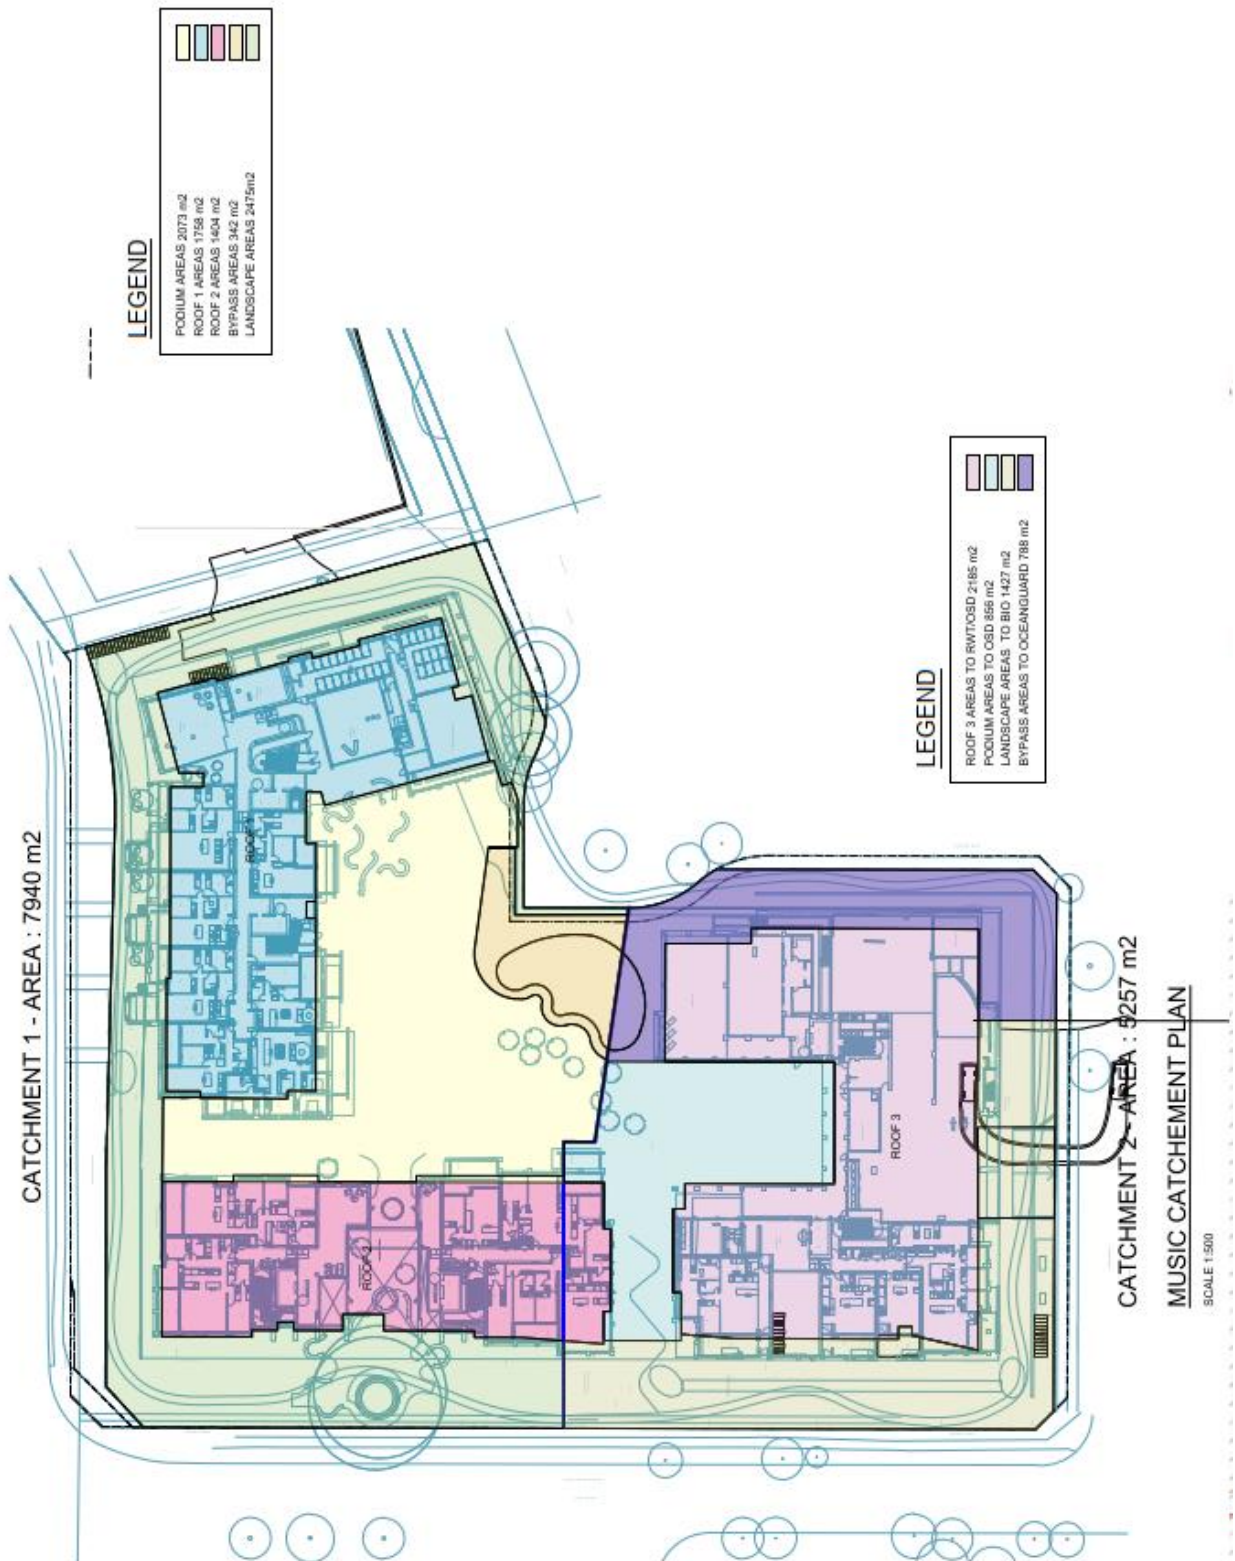 LEGEND
PODIUM AREAS 2073 m2
ROOF 1 AREAS 1758 m2
ROOF 2 AREAS 1404 m2
BYPASS AREAS 342 m2
LANDSCAPE AREAS 2475m2
CATCHMENT 1 - AREA : 7940 m2
ROOF 1
ROOF 2
LEGEND
ROOF 3 AREAS TO RWT/OSD 2185 m2
PODIUM AREAS TO OSD 856 m2
LANDSCAPE AREAS TO BIO 1427 m2
BYPASS AREAS TO OCEANGUARD 788 m2
ROOF 3
CATCHMENT 2 - AREA : 5257 m2
MUSIC CATCHEMENT PLAN
SCALE 1:500